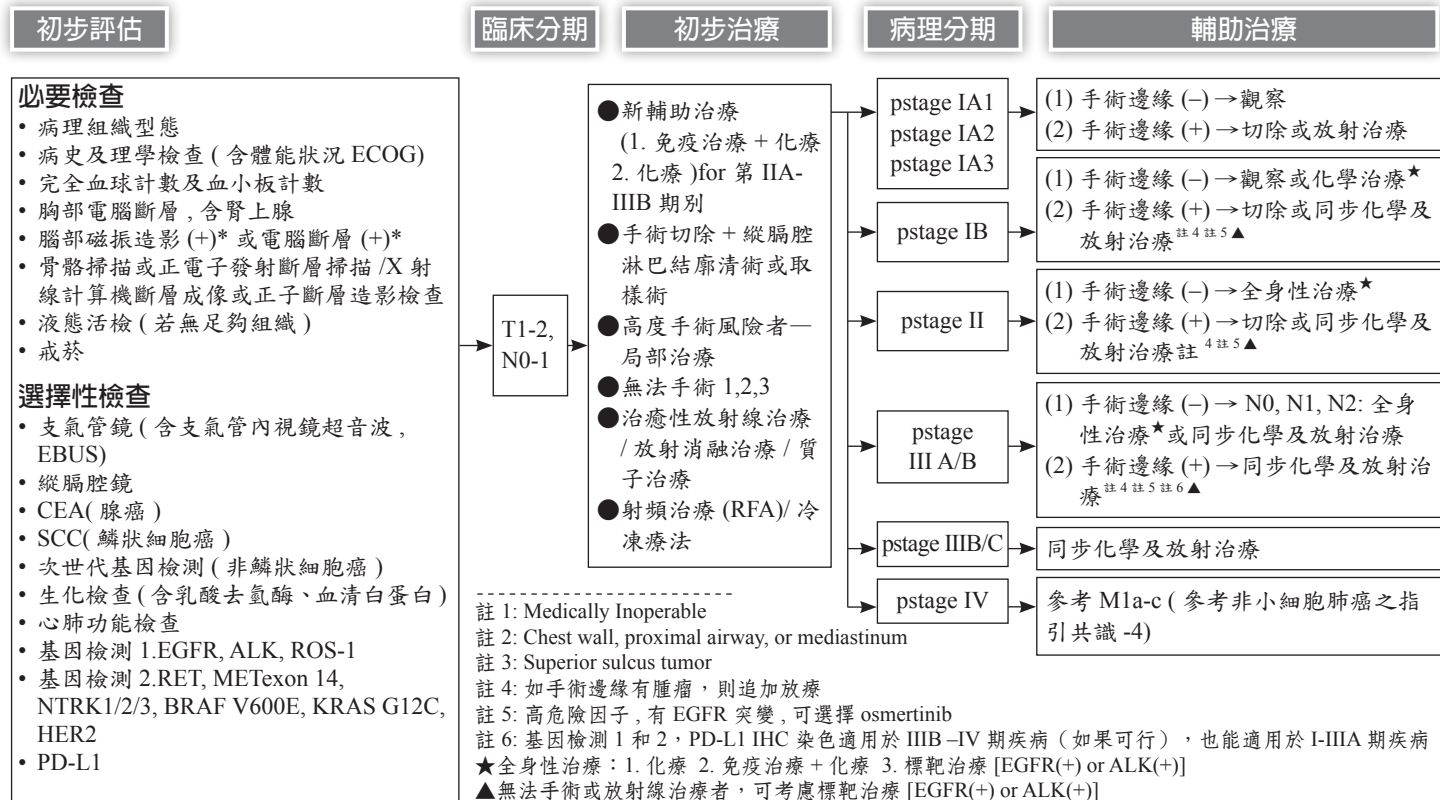 初步評估
臨床分期
初步治療
病理分期
輔助治療
必要檢查
• 病理組織型態
• 病史及理學檢查 ( 含體能狀況 ECOG)
• 完全血球計數及血小板計數
• 胸部電腦斷層 , 含腎上腺
• 腦部磁振造影 (+)* 或電腦斷層 (+)*
• 骨骼掃描或正電子發射斷層掃描 /X 射
線計算機斷層成像或正子斷層造影檢查
• 液態活檢 ( 若無足夠組織 )
• 戒菸
選擇性檢查
• 支氣管鏡 ( 含支氣管內視鏡超音波 ,
EBUS)
• 縱膈腔鏡
• CEA( 腺癌 )
• SCC( 鱗狀細胞癌 )
• 次世代基因檢測 ( 非鱗狀細胞癌 )
• 生化檢查 ( 含乳酸去氫酶、血清白蛋白 )
• 心肺功能檢查
• 基因檢測 1.EGFR, ALK, ROS-1
• 基因檢測 2.RET, METexon 14,
NTRK1/2/3, BRAF V600E, KRAS G12C,
HER2
• PD-L1
T1-2,
N0-1
●新輔助治療
(1. 免疫治療 + 化療
2. 化療 )for 第 IIA-
IIIB 期別
●手術切除 + 縱膈腔
淋巴結廓清術或取
樣術
●高度手術風險者—
局部治療
●無法手術 1,2,3
●治癒性放射線治療
/ 放射消融治療 / 質
子治療
●射頻治療 (RFA)/ 冷
凍療法
pstage IA1
pstage IA2
pstage IA3
(1) 手術邊緣 (–)→觀察
(2) 手術邊緣 (+)→切除或放射治療
pstage IB
(1) 手術邊緣 (–)→觀察或化學治療★
(2) 手術邊緣 (+)→切除或同步化學及
放射治療註 4 註 5▲
pstage II
(1) 手術邊緣 (–)→全身性治療★
(2) 手術邊緣 (+)→切除或同步化學及
放射治療註 4 註 5▲
pstage
III A/B
(1) 手術邊緣 (–)→ N0, N1, N2: 全身
性治療★或同步化學及放射治療
(2) 手術邊緣 (+)→同步化學及放射治
療註 4 註 5 註 6▲
pstage IIIB/C
同步化學及放射治療
pstage IV
參考 M1a-c ( 參考非小細胞肺癌之指
引共識 -4)
註 1: Medically Inoperable
註 2: Chest wall, proximal airway, or mediastinum
註 3: Superior sulcus tumor
註 4: 如手術邊緣有腫瘤，則追加放療
註 5: 高危險因子 , 有 EGFR 突變 , 可選擇 osmertinib
註 6: 基因檢測 1 和 2，PD-L1 IHC 染色適用於 IIIB –IV 期疾病（如果可行），也能適用於 I-IIIA 期疾病
★全身性治療：1. 化療 2. 免疫治療 + 化療 3. 標靶治療 [EGFR(+) or ALK(+)]
▲無法手術或放射線治療者，可考慮標靶治療 [EGFR(+) or ALK(+)]